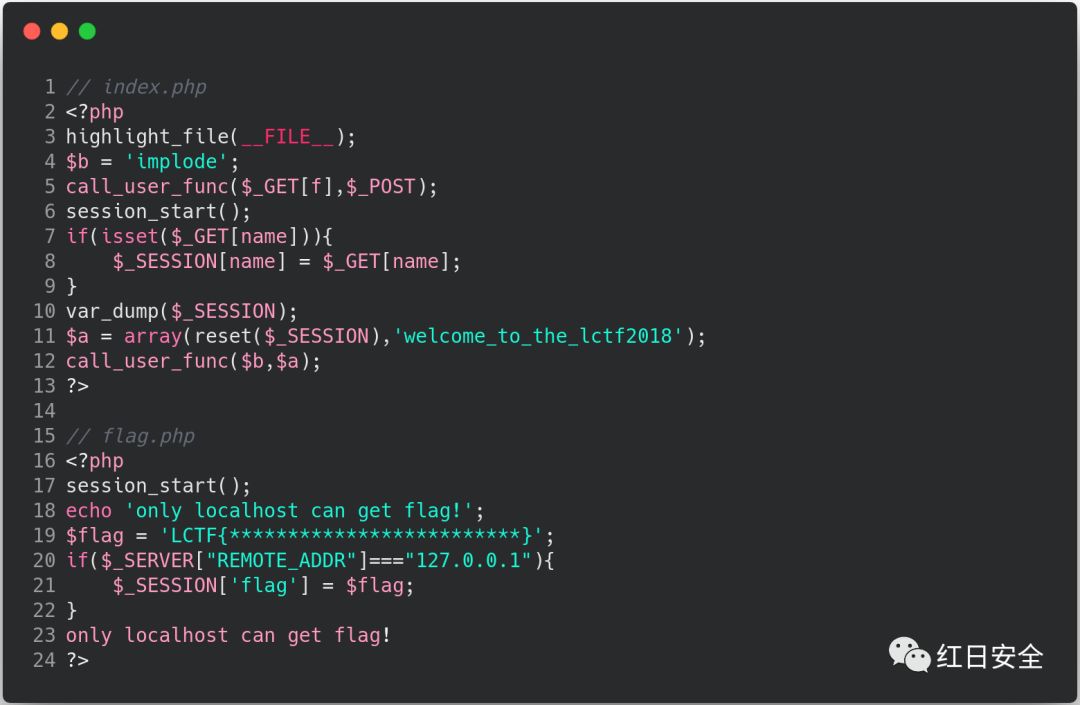 1 // index.php
2 <?php
3 highlight_file(__FILE__);
4 $b = 'implode';
5 call_user_func($_GET[f],$_POST);
6 session_start();
7 if(isset($_GET[name])){
8     $_SESSION[name] = $_GET[name];
9 }
10 var_dump($_SESSION);
11 $a = array(reset($_SESSION),'welcome_to_the_lctf2018');
12 call_user_func($b,$a);
13 ?>
14
15 // flag.php
16 <?php
17 session_start();
18 echo 'only localhost can get flag!';
19 $flag = 'LCTF{*************************}';
20 if($_SERVER["REMOTE_ADDR"]==="127.0.0.1"){
21     $_SESSION['flag'] = $flag;
22 }
23 only localhost can get flag!
24 ?>
红日安全